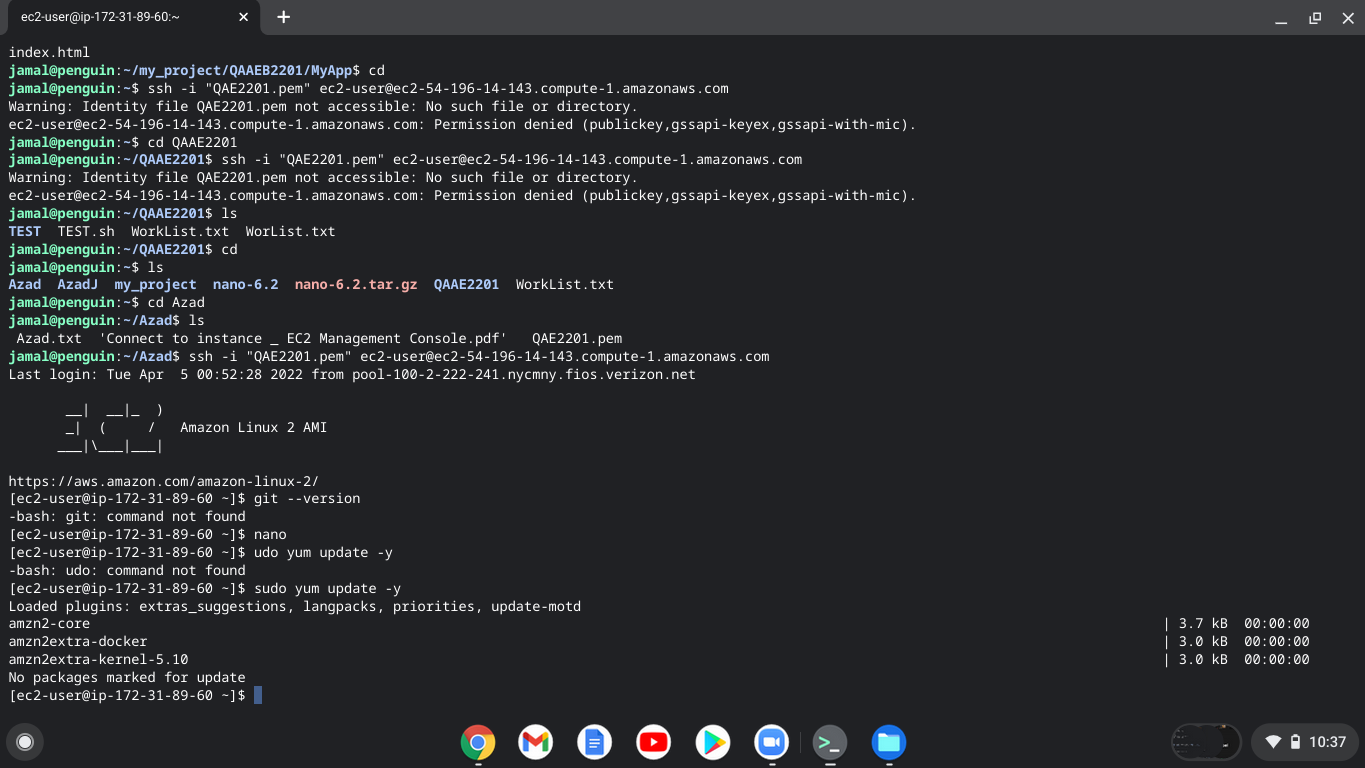 ec2-user@ip-172-31-89-60:~
index.html
jamal@penguin:~/my_project/QAAEB2201/MyApp$ cd
jamal@penguin:~$ ssh -i "QAE2201.pem" ec2-user@ec2-54-196-14-143.compute-1.amazonaws.com
Warning: Identity file QAE2201.pem not accessible: No such file or directory.
ec2-user@ec2-54-196-14-143.compute-1.amazonaws.com: Permission denied (publickey,gssapi-keyex,gssapi-with-mic).
jamal@penguin:~$ cd QAAE2201
jamal@penguin:~/QAAE2201$ ssh -i "QAE2201.pem" ec2-user@ec2-54-196-14-143.compute-1.amazonaws.com
Warning: Identity file QAE2201.pem not accessible: No such file or directory.
ec2-user@ec2-54-196-14-143.compute-1.amazonaws.com: Permission denied (publickey,gssapi-keyex,gssapi-with-mic).
jamal@penguin:~/QAAE2201$ ls
TEST  TEST.sh  WorkList.txt  WorList.txt
jamal@penguin:~/QAAE2201$ cd
jamal@penguin:~$ ls
Azad  AzadJ  my_project  nano-6.2  nano-6.2.tar.gz  QAAE2201  WorkList.txt
jamal@penguin:~$ cd Azad
jamal@penguin:~/Azad$ ls
 Azad.txt  'Connect to instance _ EC2 Management Console.pdf'   QAE2201.pem
jamal@penguin:~/Azad$ ssh -i "QAE2201.pem" ec2-user@ec2-54-196-14-143.compute-1.amazonaws.com
Last login: Tue Apr  5 00:52:28 2022 from pool-100-2-222-241.nycmny.fios.verizon.net
       __|  __|_  )
       _|  (     /   Amazon Linux 2 AMI
      ___|\___|___|
https://aws.amazon.com/amazon-linux-2/
[ec2-user@ip-172-31-89-60 ~]$ git --version
-bash: git: command not found
[ec2-user@ip-172-31-89-60 ~]$ nano
[ec2-user@ip-172-31-89-60 ~]$ udo yum update -y
-bash: udo: command not found
[ec2-user@ip-172-31-89-60 ~]$ sudo yum update -y
Loaded plugins: extras_suggestions, langpacks, priorities, update-motd
amzn2-core | 3.7 kB  00:00:00
amzn2extra-docker | 3.0 kB  00:00:00
amzn2extra-kernel-5.10 | 3.0 kB  00:00:00
No packages marked for update
[ec2-user@ip-172-31-89-60 ~]$
10:37